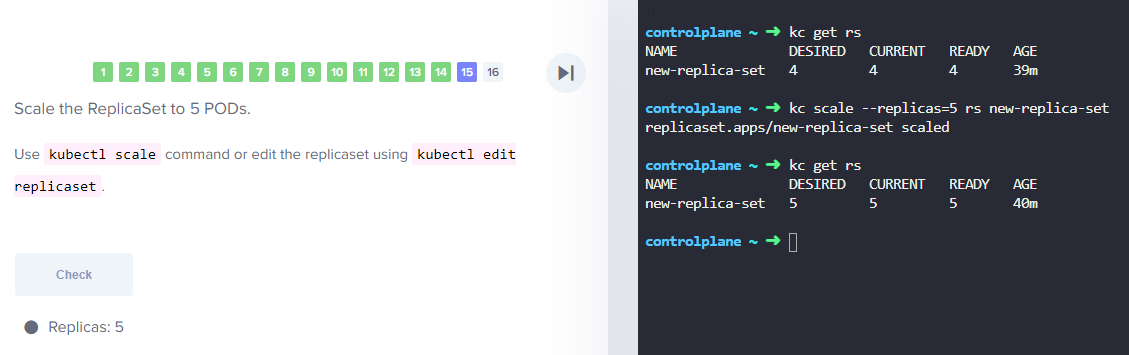 1 2 3 4 5 6 7 8 9 10 11 12 13 14 15 16
Scale the ReplicaSet to 5 PODs.
Use kubectl scale command or edit the replicaset using kubectl edit
replicaset.
Check
Replicas: 5
controlplane ~ ➜ kc get rs
NAME DESIRED CURRENT READY AGE
new-replica-set 4 4 4 39m
controlplane ~ ➜ kc scale --replicas=5 rs new-replica-set
replicaset.apps/new-replica-set scaled
controlplane ~ ➜ kc get rs
NAME DESIRED CURRENT READY AGE
new-replica-set 5 5 5 40m
controlplane ~ ➜